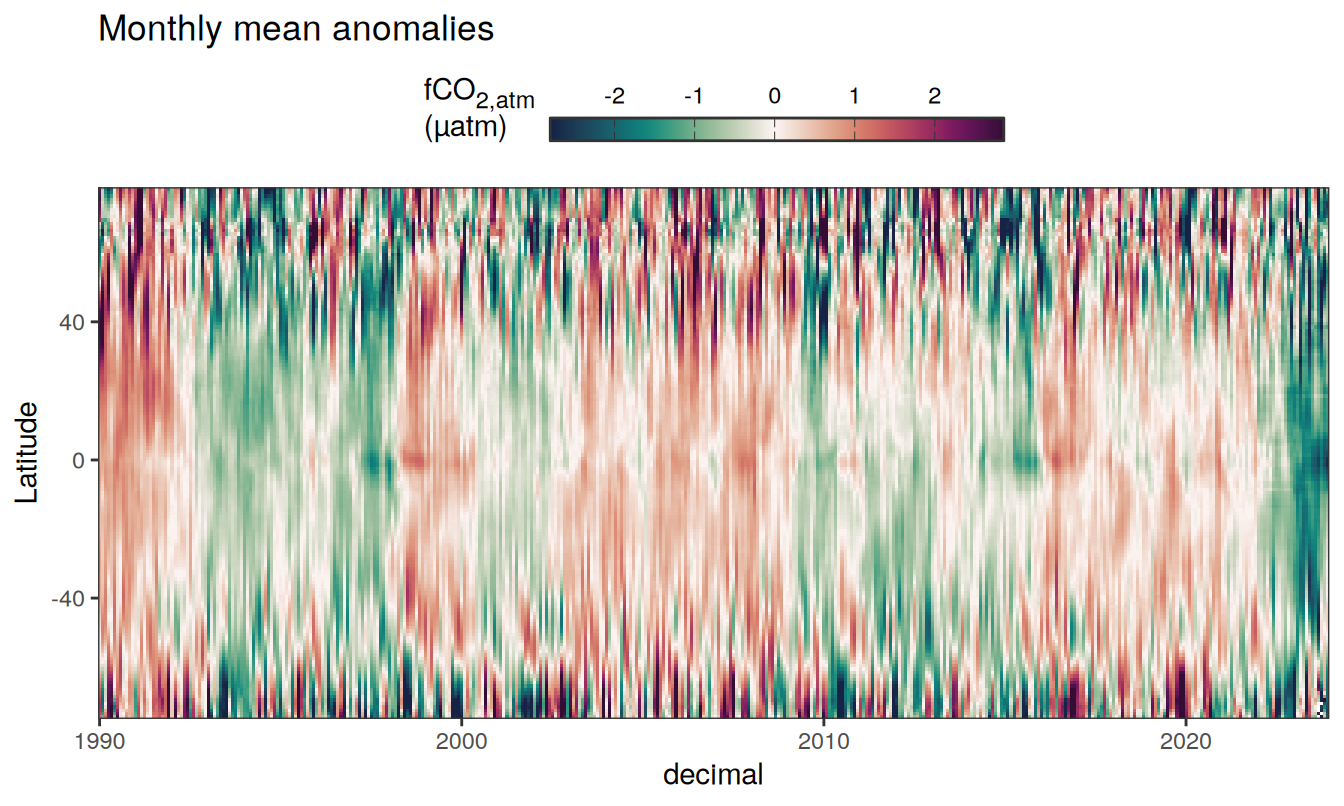 Monthly mean anomalies
fCO2,atm
(µatm)
-2 -1 0 1 2
40
0
-40
Latitude
1990 2000 2010 2020
decimal